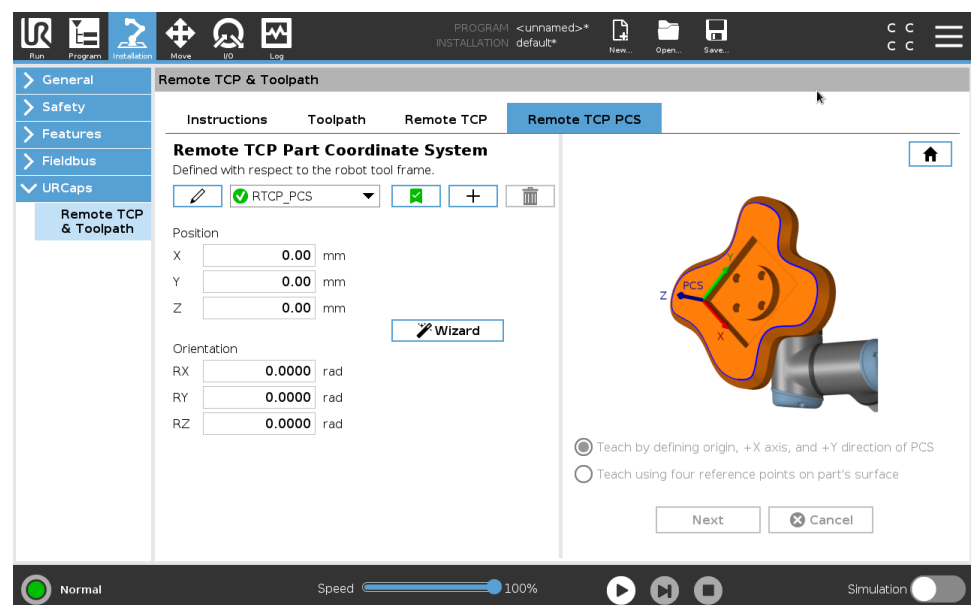 UR
PROGRAM <unnamed>*
INSTALLATION default*
Run Program Installation Move I/O Log New... Open... Save...
C C
C C
General
Safety
Features
Fieldbus
URCaps
Remote TCP
& Toolpath
Remote TCP & Toolpath
Instructions Toolpath Remote TCP Remote TCP PCS
Remote TCP Part Coordinate System
Defined with respect to the robot tool frame.
RTCP_PCS
Position
X 0.00 mm
Y 0.00 mm
Z 0.00 mm
Wizard
Orientation
RX 0.0000 rad
RY 0.0000 rad
RZ 0.0000 rad
Y
PCS
Z
X
Teach by defining origin, +X axis, and +Y direction of PCS
Teach using four reference points on part's surface
Next Cancel
Normal Speed 100% Simulation